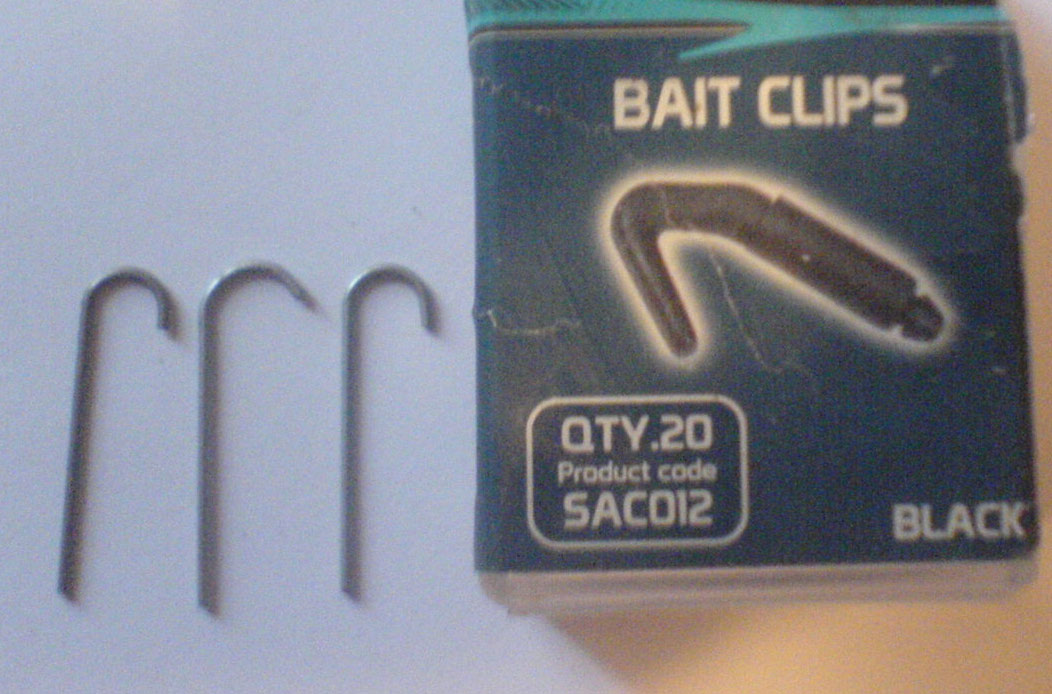 BAIT CLIPS
QTY.20
Product code
SAC012
BLACK